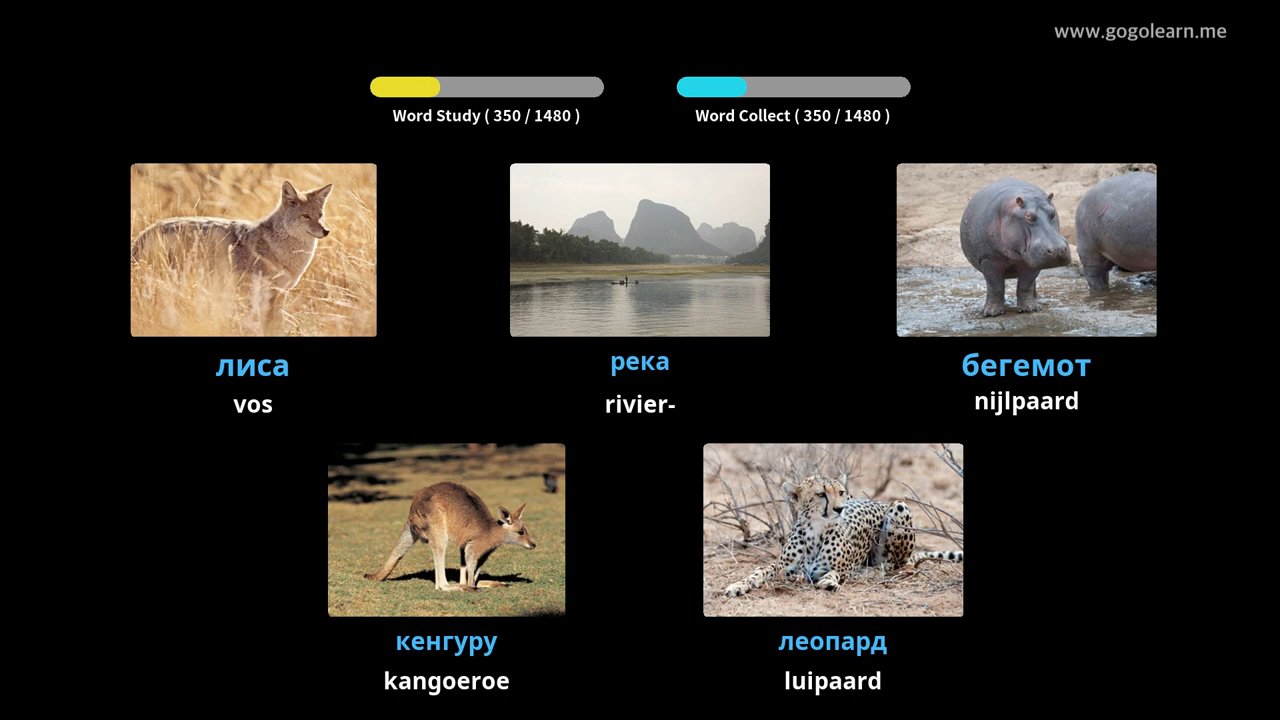 www.gogolearn.me
Word Study ( 350 / 1480 )
Word Collect ( 350 / 1480 )
лиса
vos
река
rivier-
бегемот
nijlpaard
кенгуру
kangoeroe
леопард
luipaard